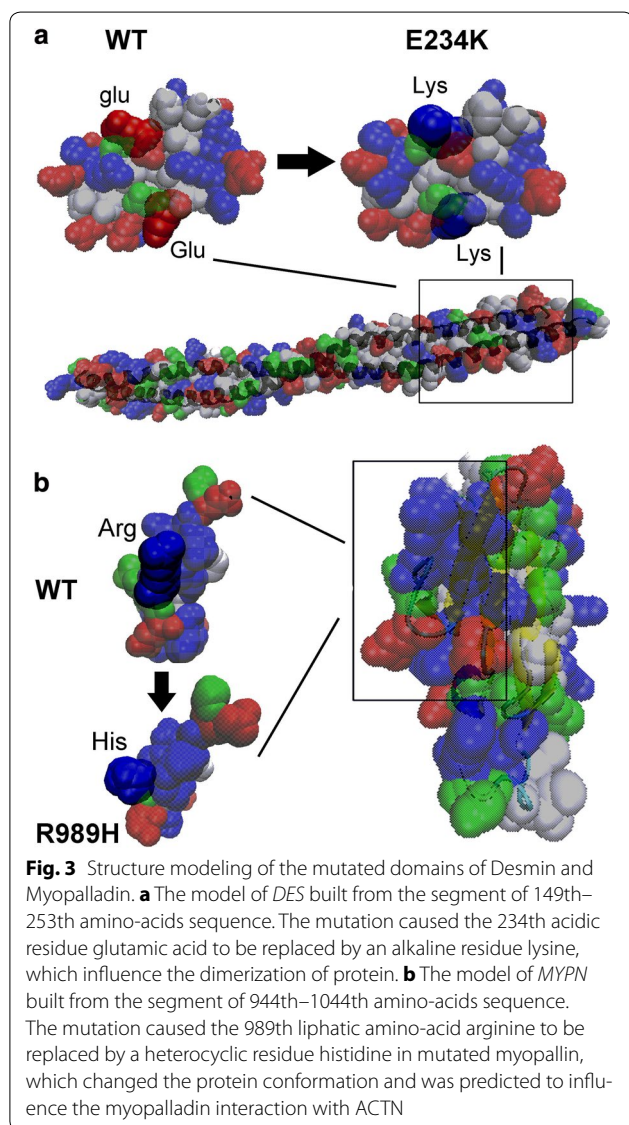 a
WT
E234K
glu
Lys
Glu
Lys
b
Arg
WT
His
R989H
Fig. 3 Structure modeling of the mutated domains of Desmin and
Myopalladin. a The model of DES built from the segment of 149th–
253th amino-acids sequence. The mutation caused the 234th acidic
residue glutamic acid to be replaced by an alkaline residue lysine,
which influence the dimerization of protein. b The model of MYPN
built from the segment of 944th–1044th amino-acids sequence.
The mutation caused the 989th liphatic amino-acid arginine to be
replaced by a heterocyclic residue histidine in mutated myopallin,
which changed the protein conformation and was predicted to influ-
ence the myopalladin interaction with ACTN